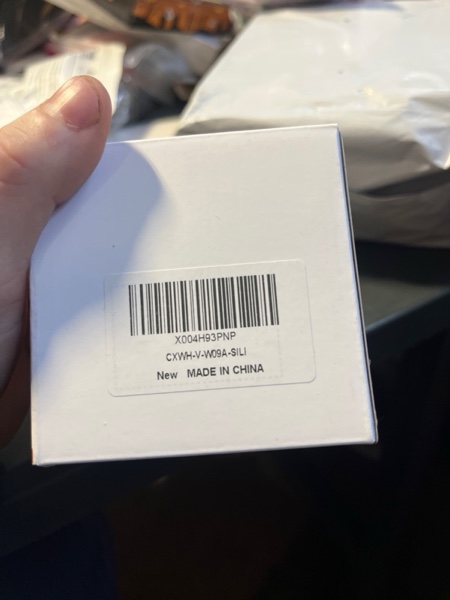 X004H93PNP
CXWH-V-W09A-SILI
New MADE IN CHINA